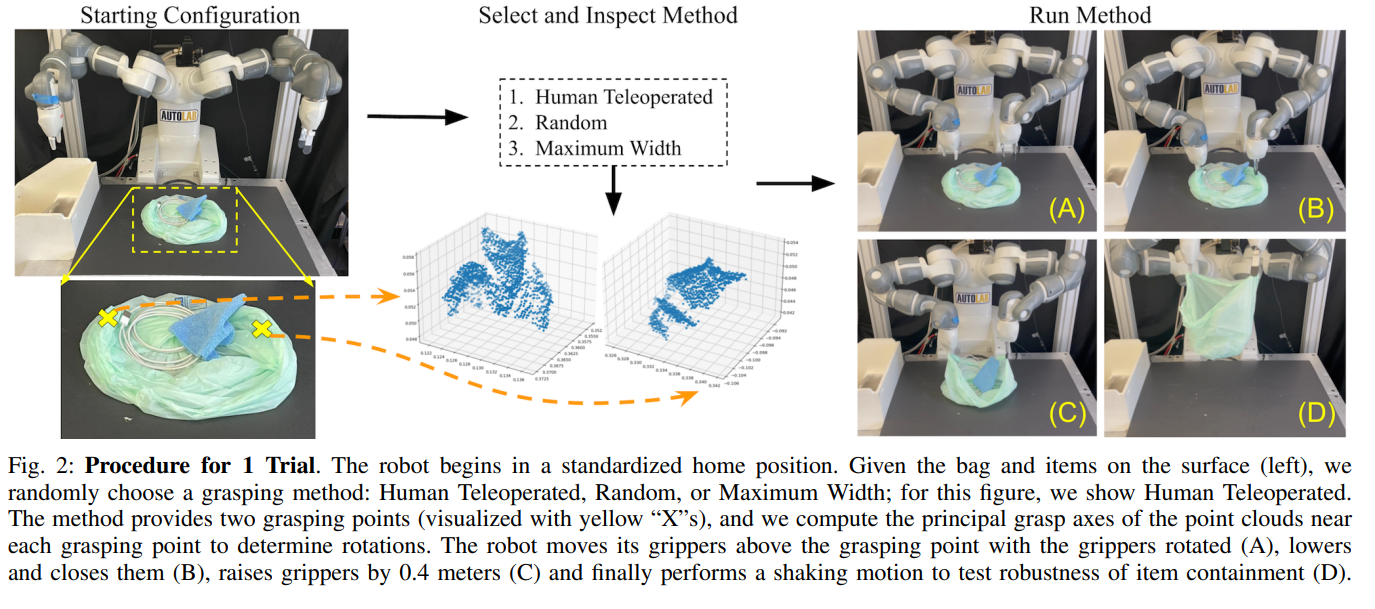 Starting Configuration
Select and Inspect Method
Run Method
AUTOLAB
1. Human Teleoperated
2. Random
3. Maximum Width
AUTOLAB
(A)
AUTOLAB
(B)
AUTOLAB
(C)
(D)
Fig. 2: Procedure for 1 Trial. The robot begins in a standardized home position. Given the bag and items on the surface (left), we
randomly choose a grasping method: Human Teleoperated, Random, or Maximum Width; for this figure, we show Human Teleoperated.
The method provides two grasping points (visualized with yellow “X”s), and we compute the principal grasp axes of the point clouds near
each grasping point to determine rotations. The robot moves its grippers above the grasping point with the grippers rotated (A), lowers
and closes them (B), raises grippers by 0.4 meters (C) and finally performs a shaking motion to test robustness of item containment (D).